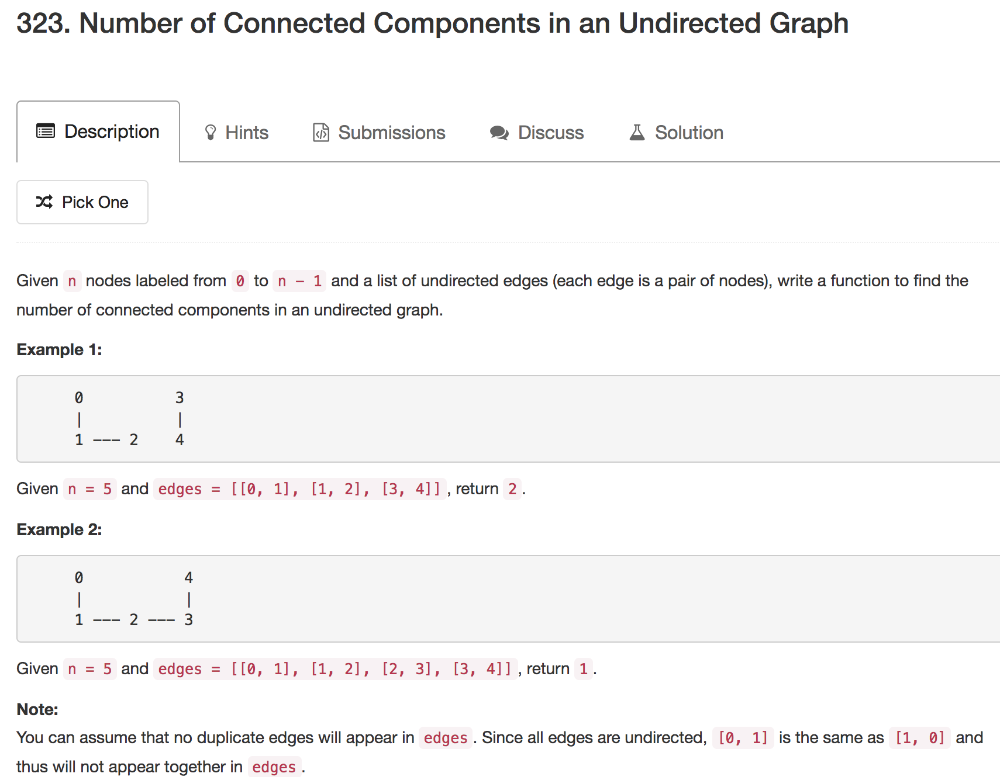 323. Number of Connected Components in an Undirected Graph
Description Hints Submissions Discuss Solution
Pick One
Given n nodes labeled from 0 to n - 1 and a list of undirected edges (each edge is a pair of nodes), write a function to find the
number of connected components in an undirected graph.
Example 1:
0          3
|          |
1 --- 2    4
Given n = 5 and edges = [[0, 1], [1, 2], [3, 4]], return 2.
Example 2:
0           4
|           |
1 --- 2 --- 3
Given n = 5 and edges = [[0, 1], [1, 2], [2, 3], [3, 4]], return 1.
Note:
You can assume that no duplicate edges will appear in edges. Since all edges are undirected, [0, 1] is the same as [1, 0] and
thus will not appear together in edges.